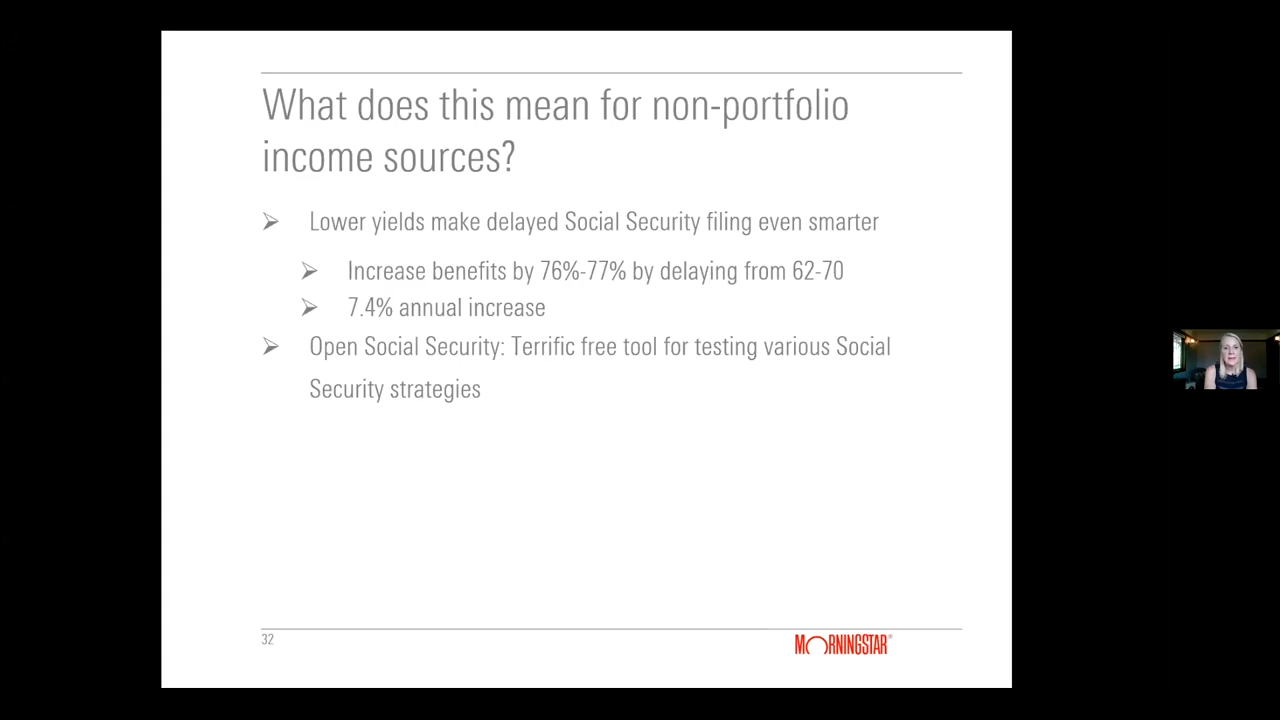 What does this mean for non-portfolio
income sources?
Lower yields make delayed Social Security filing even smarter
Increase benefits by 76%-77% by delaying from 62-70
7.4% annual increase
Open Social Security: Terrific free tool for testing various Social
Security strategies
32
MORNINGSTAR®